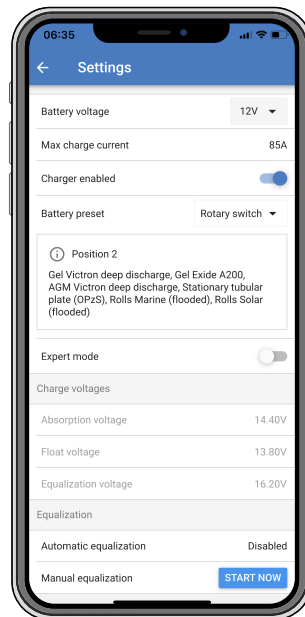 06:35
Settings
Battery voltage 12V
Max charge current 85A
Charger enabled
Battery preset Rotary switch
Position 2
Gel Victron deep discharge, Gel Exide A200,
AGM Victron deep discharge, Stationary tubular
plate (OPzS), Rolls Marine (flooded), Rolls Solar
(flooded)
Expert mode
Charge voltages
Absorption voltage 14.40V
Float voltage 13.80V
Equalization voltage 16.20V
Equalization
Automatic equalization Disabled
Manual equalization START NOW